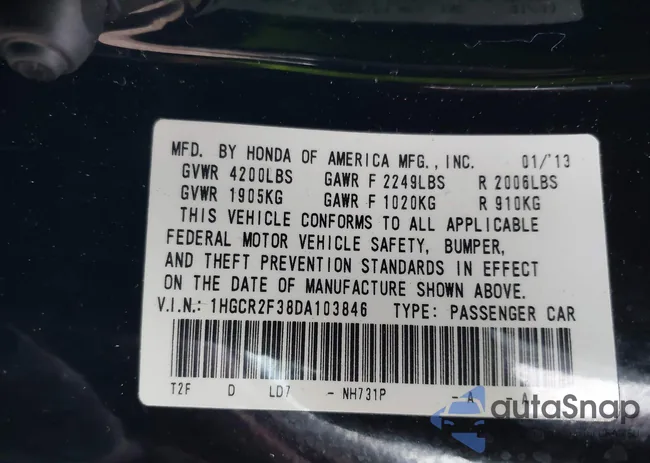 MFD. BY HONDA OF AMERICA MFG., INC. 01/'13
GVWR 4200LBS GAWR F 2249LBS R 2006LBS
GVWR 1905KG GAWR F 1020KG R 910KG
THIS VEHICLE CONFORMS TO ALL APPLICABLE
FEDERAL MOTOR VEHICLE SAFETY, BUMPER,
AND THEFT PREVENTION STANDARDS IN EFFECT
ON THE DATE OF MANUFACTURE SHOWN ABOVE.
V.I.N.: 1HGCR2F38DA103846 TYPE: PASSENGER CAR
T2F D LD7 - NH731P - A A
autoSnap